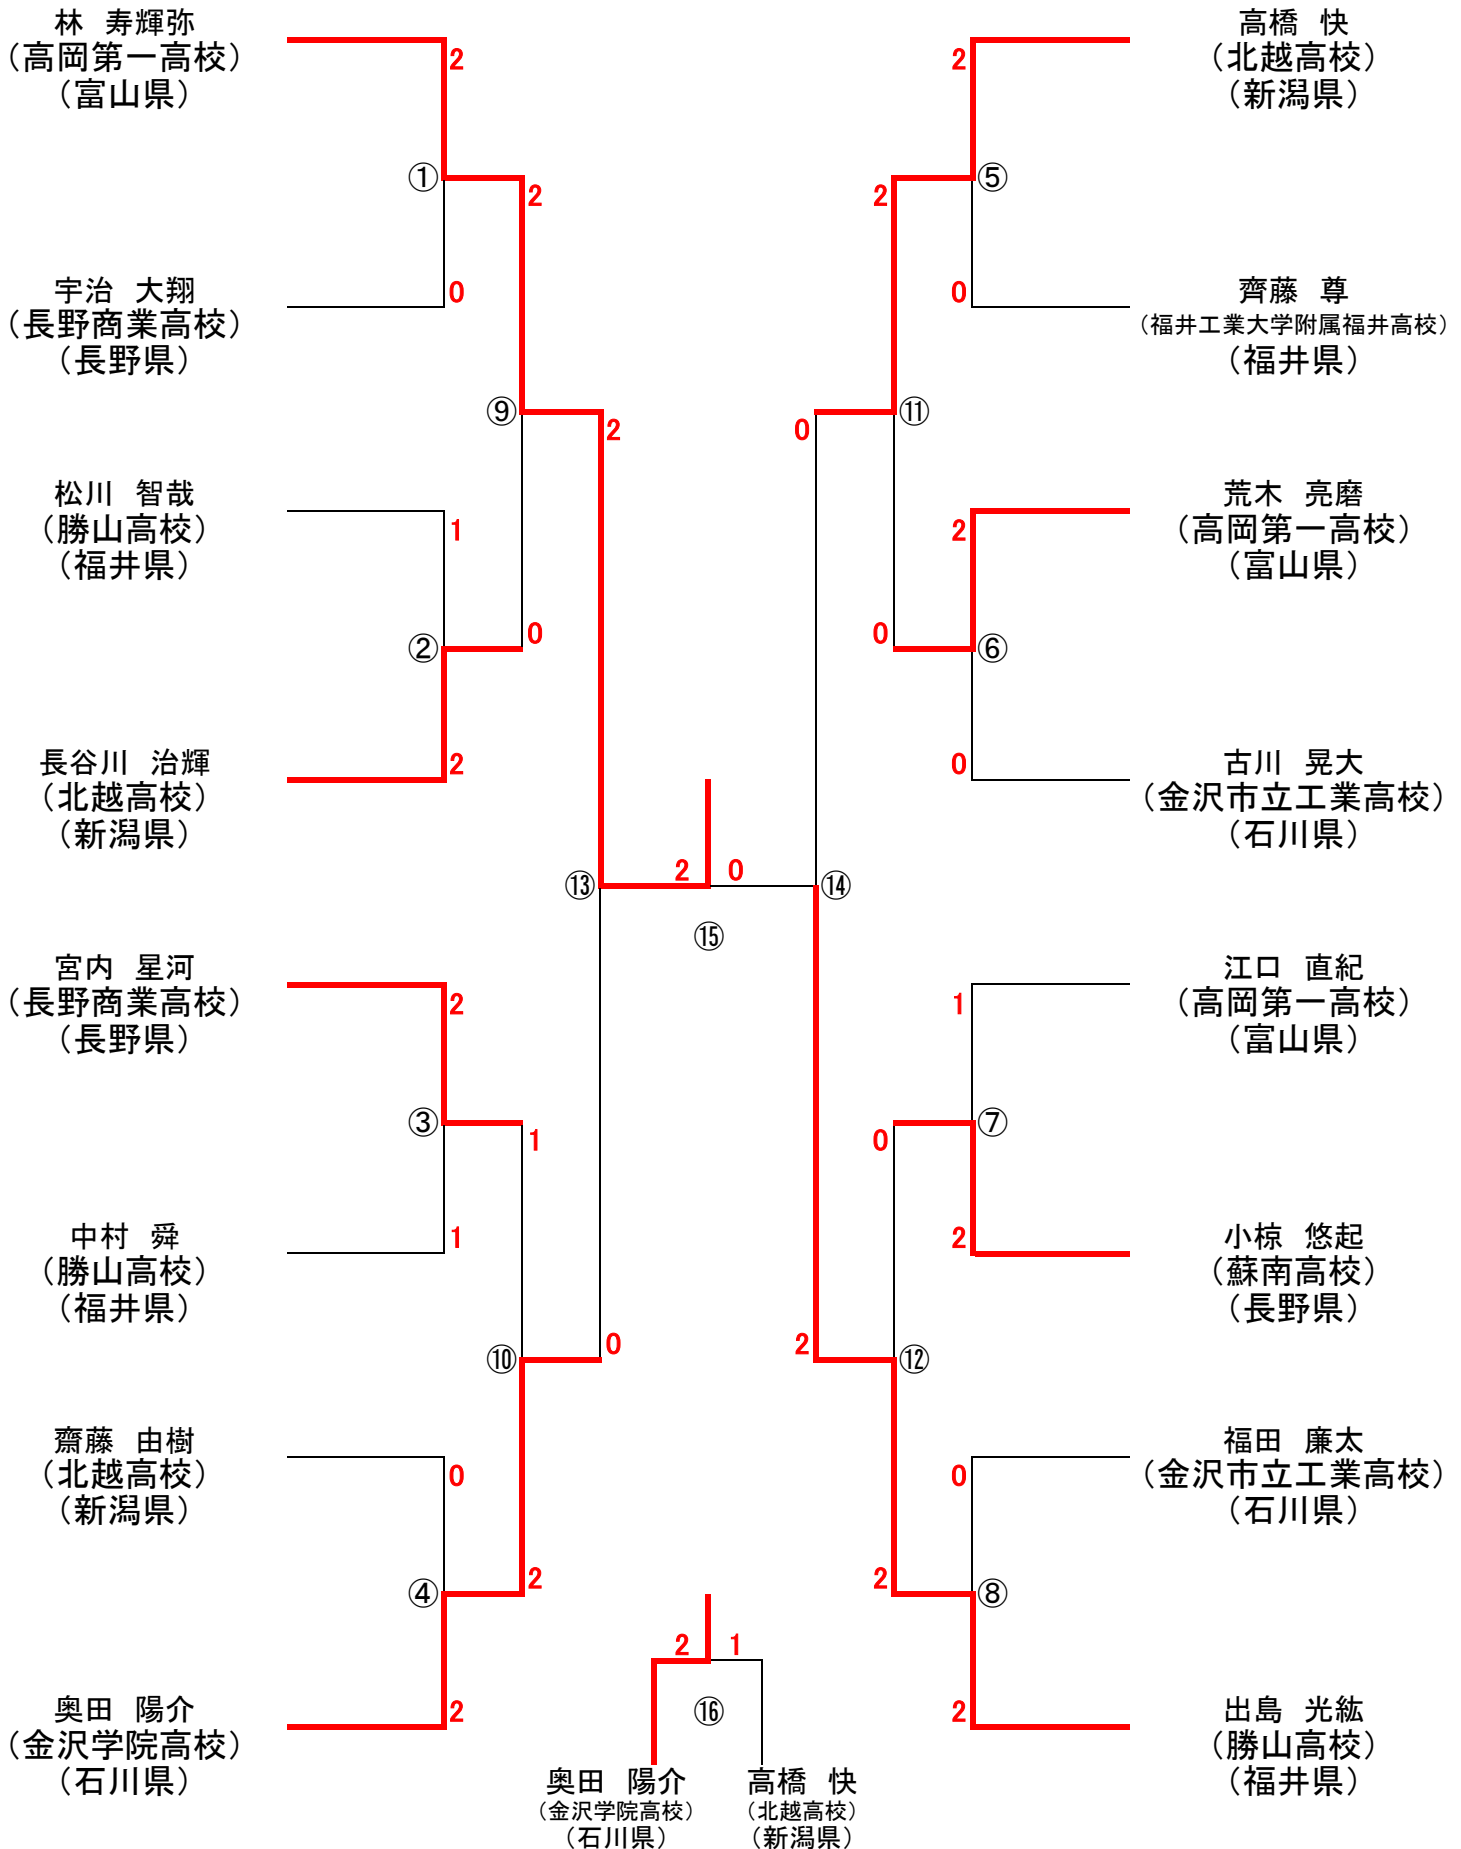 林　寿輝弥
（高岡第一高校）
（富山県）
2
①
2
宇治　大翔
（長野商業高校）
（長野県）
0
⑨
2
松川　智哉
（勝山高校）
（福井県）
1
②
0
長谷川　治輝
（北越高校）
（新潟県）
2
⑬
2
0
⑭
⑮
宮内　星河
（長野商業高校）
（長野県）
2
③
1
中村　舜
（勝山高校）
（福井県）
1
⑩
0
齋藤　由樹
（北越高校）
（新潟県）
0
④
2
奥田　陽介
（金沢学院高校）
（石川県）
2
高橋　快
（北越高校）
（新潟県）
2
⑤
2
齊藤　尊
（福井工業大学附属福井高校）
（福井県）
0
⑪
0
荒木　亮磨
（高岡第一高校）
（富山県）
2
⑥
0
古川　晃大
（金沢市立工業高校）
（石川県）
0
江口　直紀
（高岡第一高校）
（富山県）
1
⑦
0
小椋　悠起
（蘇南高校）
（長野県）
2
⑫
2
福田　廉太
（金沢市立工業高校）
（石川県）
0
⑧
2
出島　光紘
（勝山高校）
（福井県）
2
2
1
⑯
奥田　陽介
（金沢学院高校）
（石川県）
高橋　快
（北越高校）
（新潟県）